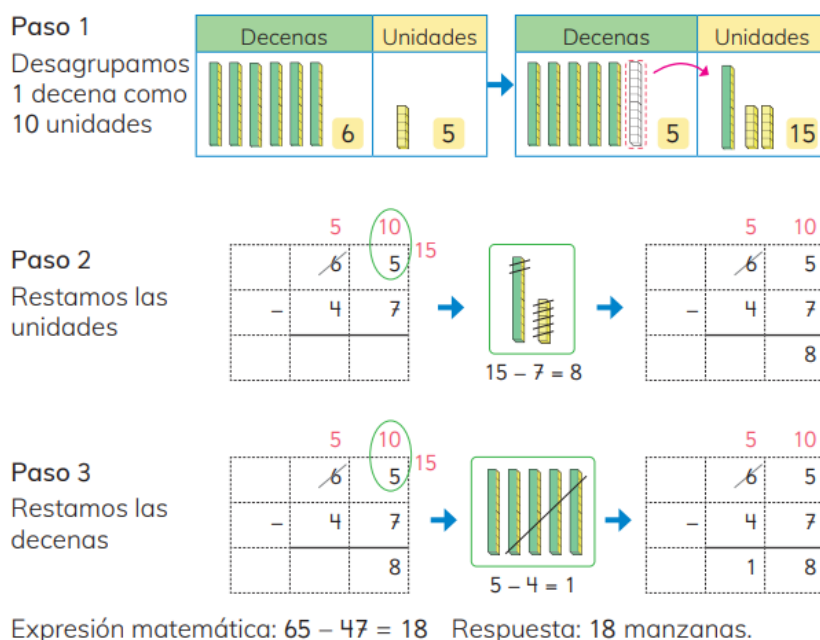 Paso 1
Desagrupamos
1 decena como
10 unidades
Decenas Unidades
6 5
Decenas Unidades
5 15
Paso 2
Restamos las
unidades
5 10
15
6 5
– 4 7
15 – 7 = 8
5 10
6 5
– 4 7
8
Paso 3
Restamos las
decenas
5 10
15
6 5
– 4 7
8
5 – 4 = 1
5 10
6 5
– 4 7
1 8
Expresión matemática: 65 – 47 = 18 Respuesta: 18 manzanas.